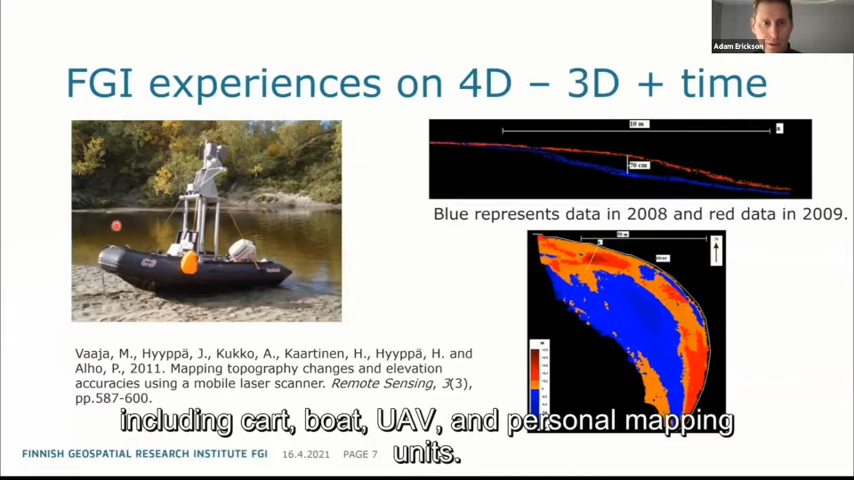 Adam Erickson
FGI experiences on 4D – 3D + time
10 m
a
70 cm
Blue represents data in 2008 and red data in 2009.
N
m
Vaaja, M., Hyyppä, J., Kukko, A., Kaartinen, H., Hyyppä, H. and
Alho, P., 2011. Mapping topography changes and elevation
accuracies using a mobile laser scanner. Remote Sensing, 3(3),
pp.587-600.
including cart, boat, UAV, and personal mapping
units.
FINNISH GEOSPATIAL RESEARCH INSTITUTE FGI 16.4.2021 PAGE 7